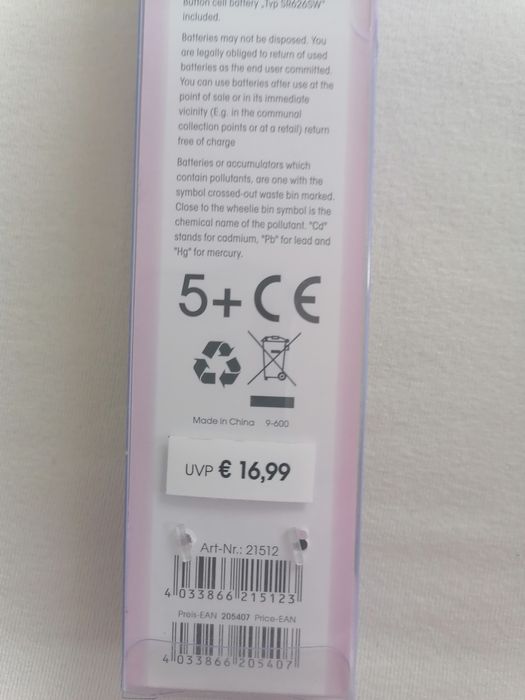 Button cell battery „Typ SR626SW"
included.
Batteries may not be disposed. You
are legally obliged to return of used
batteries as the end user committed.
You can use batteries after use at the
point of sale or in its immediate
vicinity (E.g. in the communal
collection points or at a retail) return
free of charge
Batteries or accumulators which
contain pollutants, are one with the
symbol crossed-out waste bin marked.
Close to the wheelie bin symbol is the
chemical name of the pollutant. "Cd"
stands for cadmium, "Pb" for lead and
"Hg" for mercury.
5+ CE
Made in China 9-600
UVP € 16,99
Art-Nr.: 21512
4 033866 215123
Preis-EAN 205407 Price-EAN
4 033866 205407